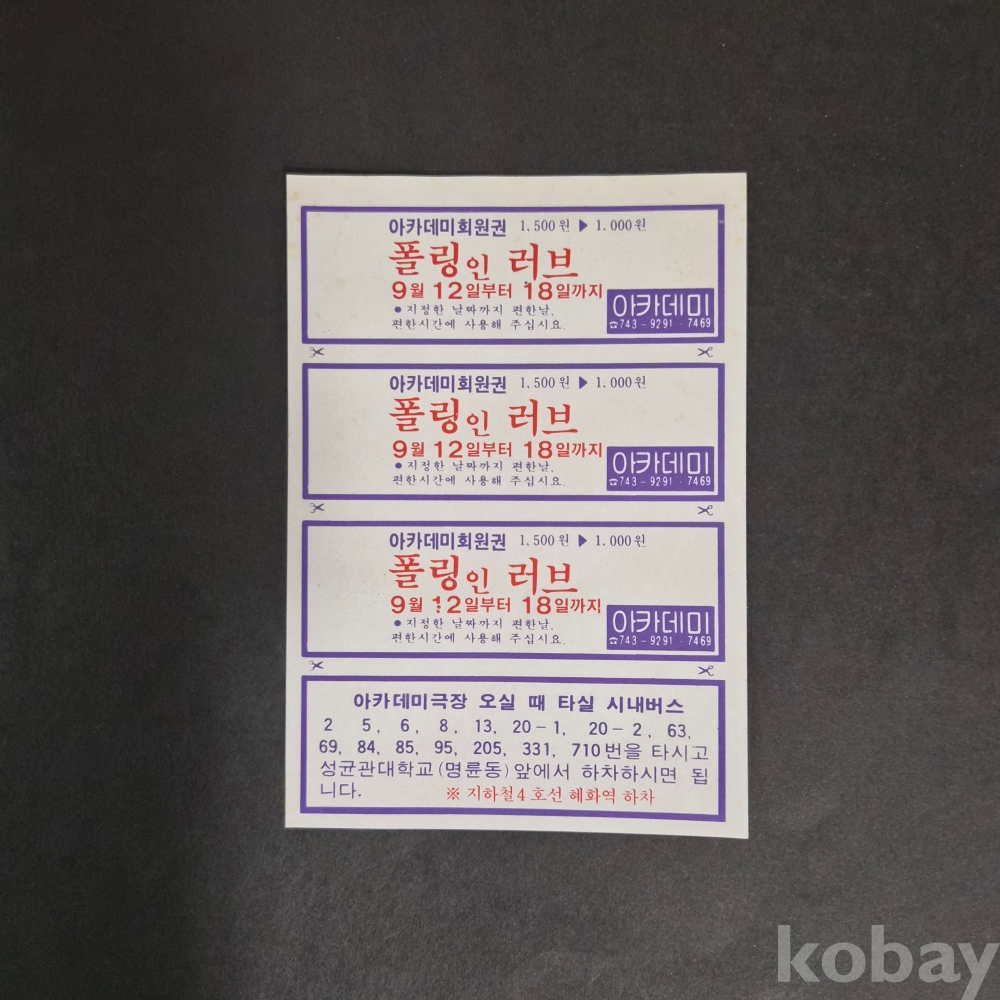 아카데미회원권 1,500원 ▶ 1.000원
폴링인 러브
9월 12일부터 18일까지
● 지정한 날짜까지 편한날,
편한시간에 사용해 주십시요.
아카데미
☎743-9291·7469
아카데미회원권 1,500원 ▶ 1.000원
폴링인 러브
9월 12일부터 18일까지
● 지정한 날짜까지 편한날,
편한시간에 사용해 주십시요.
아카데미
☎743-9291·7469
아카데미회원권 1,500원 ▶ 1.000원
폴링인 러브
9월 12일부터 18일까지
● 지정한 날짜까지 편한날,
편한시간에 사용해 주십시요.
아카데미
☎743-9291·7469
아카데미극장 오실 때 타실 시내버스
2 5, 6, 8, 13, 20-1, 20-2, 63,
69, 84, 85, 95, 205, 331, 710번을 타시고
성균관대학교(명륜동)앞에서 하차하시면 됩
니다. ※ 지하철4호선 혜화역 하차
kobay